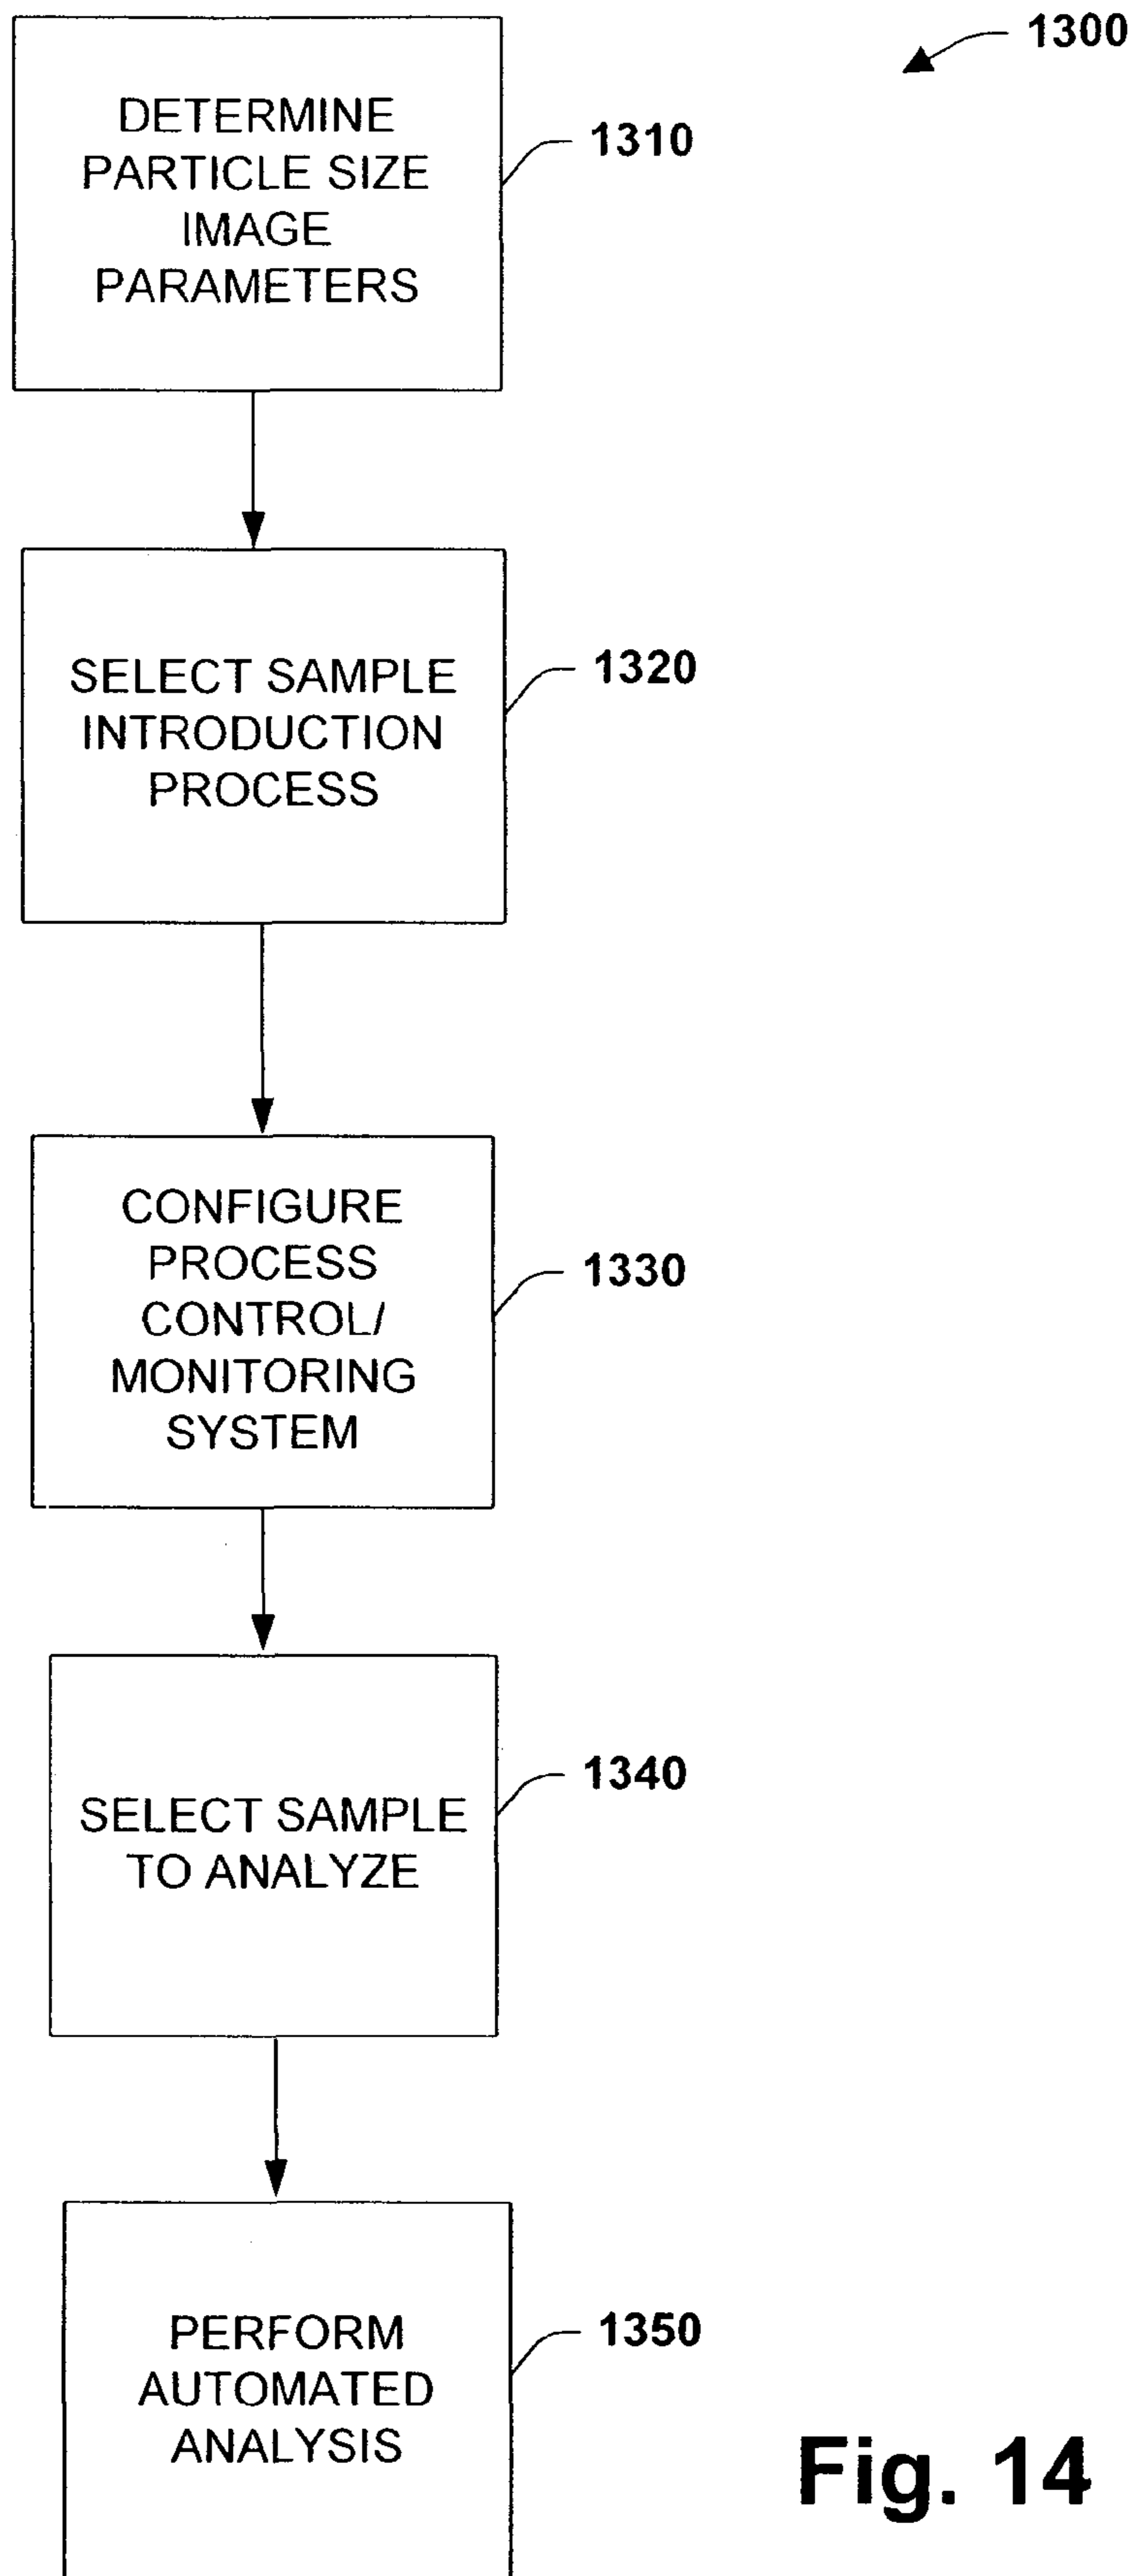 1300
DETERMINE
PARTICLE SIZE
IMAGE
PARAMETERS
1310
SELECT SAMPLE
INTRODUCTION
PROCESS
1320
CONFIGURE
PROCESS
CONTROL/
MONITORING
SYSTEM
1330
SELECT SAMPLE
TO ANALYZE
1340
PERFORM
AUTOMATED
ANALYSIS
1350
Fig. 14